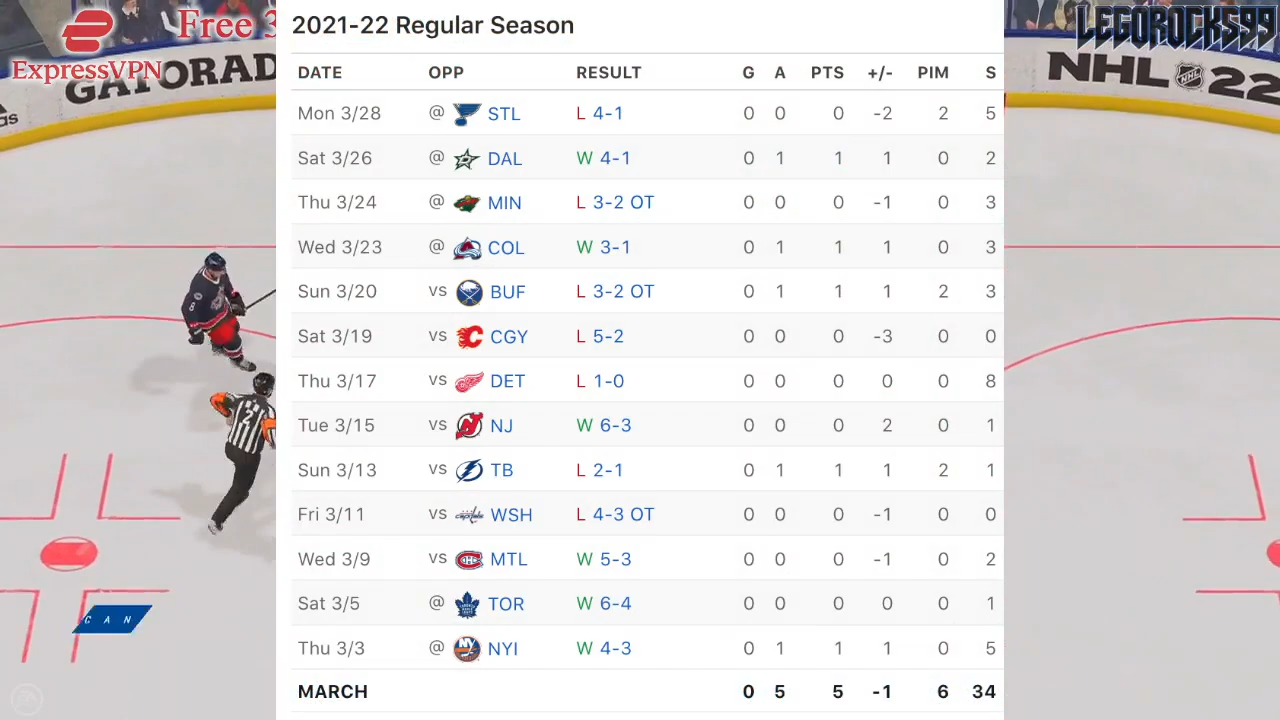 Free 3
ExpressVPN
GATORAD
as
2021-22 Regular Season
LEGOROCKS99
NHL NHL 22
DATE OPP RESULT G A PTS +/- PIM S
Mon 3/28 @ STL L 4-1 0 0 0 -2 2 5
Sat 3/26 @ DAL W 4-1 0 1 1 1 0 2
Thu 3/24 @ MIN L 3-2 OT 0 0 0 -1 0 3
Wed 3/23 @ COL W 3-1 0 1 1 1 0 3
Sun 3/20 vs BUF L 3-2 OT 0 1 1 1 2 3
Sat 3/19 vs CGY L 5-2 0 0 0 -3 0 0
Thu 3/17 vs DET L 1-0 0 0 0 0 0 8
Tue 3/15 vs NJ W 6-3 0 0 0 2 0 1
Sun 3/13 vs TB L 2-1 0 1 1 1 2 1
Fri 3/11 vs WSH L 4-3 OT 0 0 0 -1 0 0
Wed 3/9 vs MTL W 5-3 0 0 0 -1 0 2
Sat 3/5 @ TOR W 6-4 0 0 0 0 0 1
Thu 3/3 @ NYI W 4-3 0 1 1 1 0 5
MARCH 0 5 5 -1 6 34
8
2
CAN